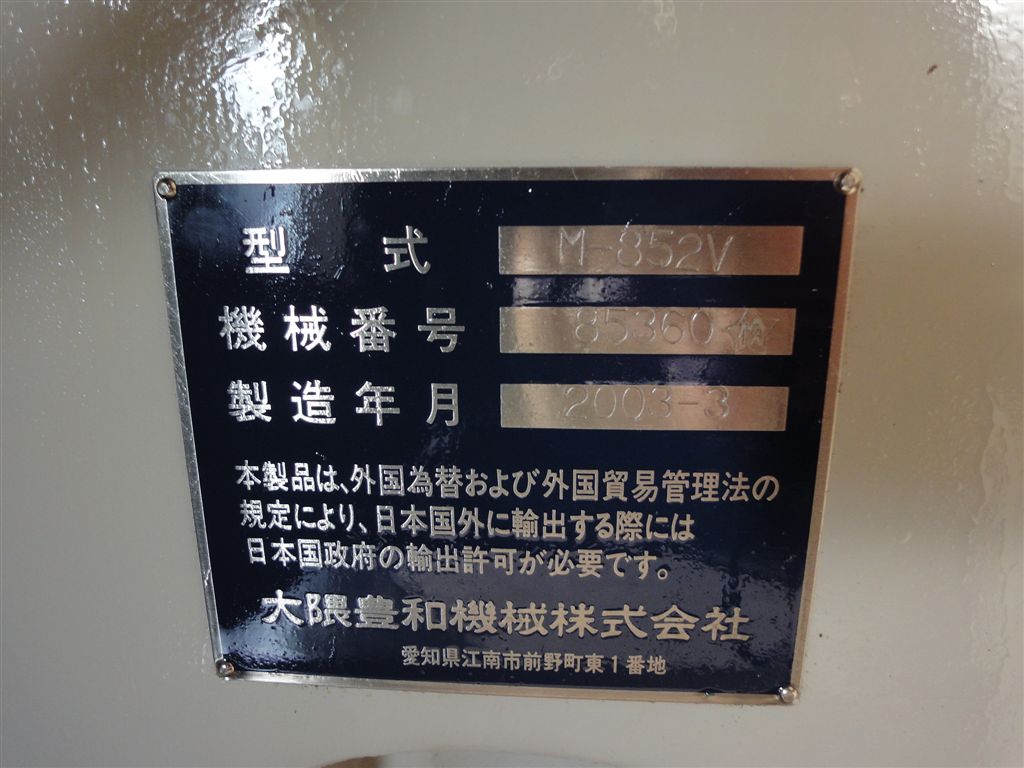 型式 M-852V
機械番号 85360
製造年月 2003-3
本製品は、外国為替および外国貿易管理法の
規定により、日本国外に輸出する際には
日本国政府の輸出許可が必要です。
大隈豊和機械株式会社
愛知県江南市前野町東1番地